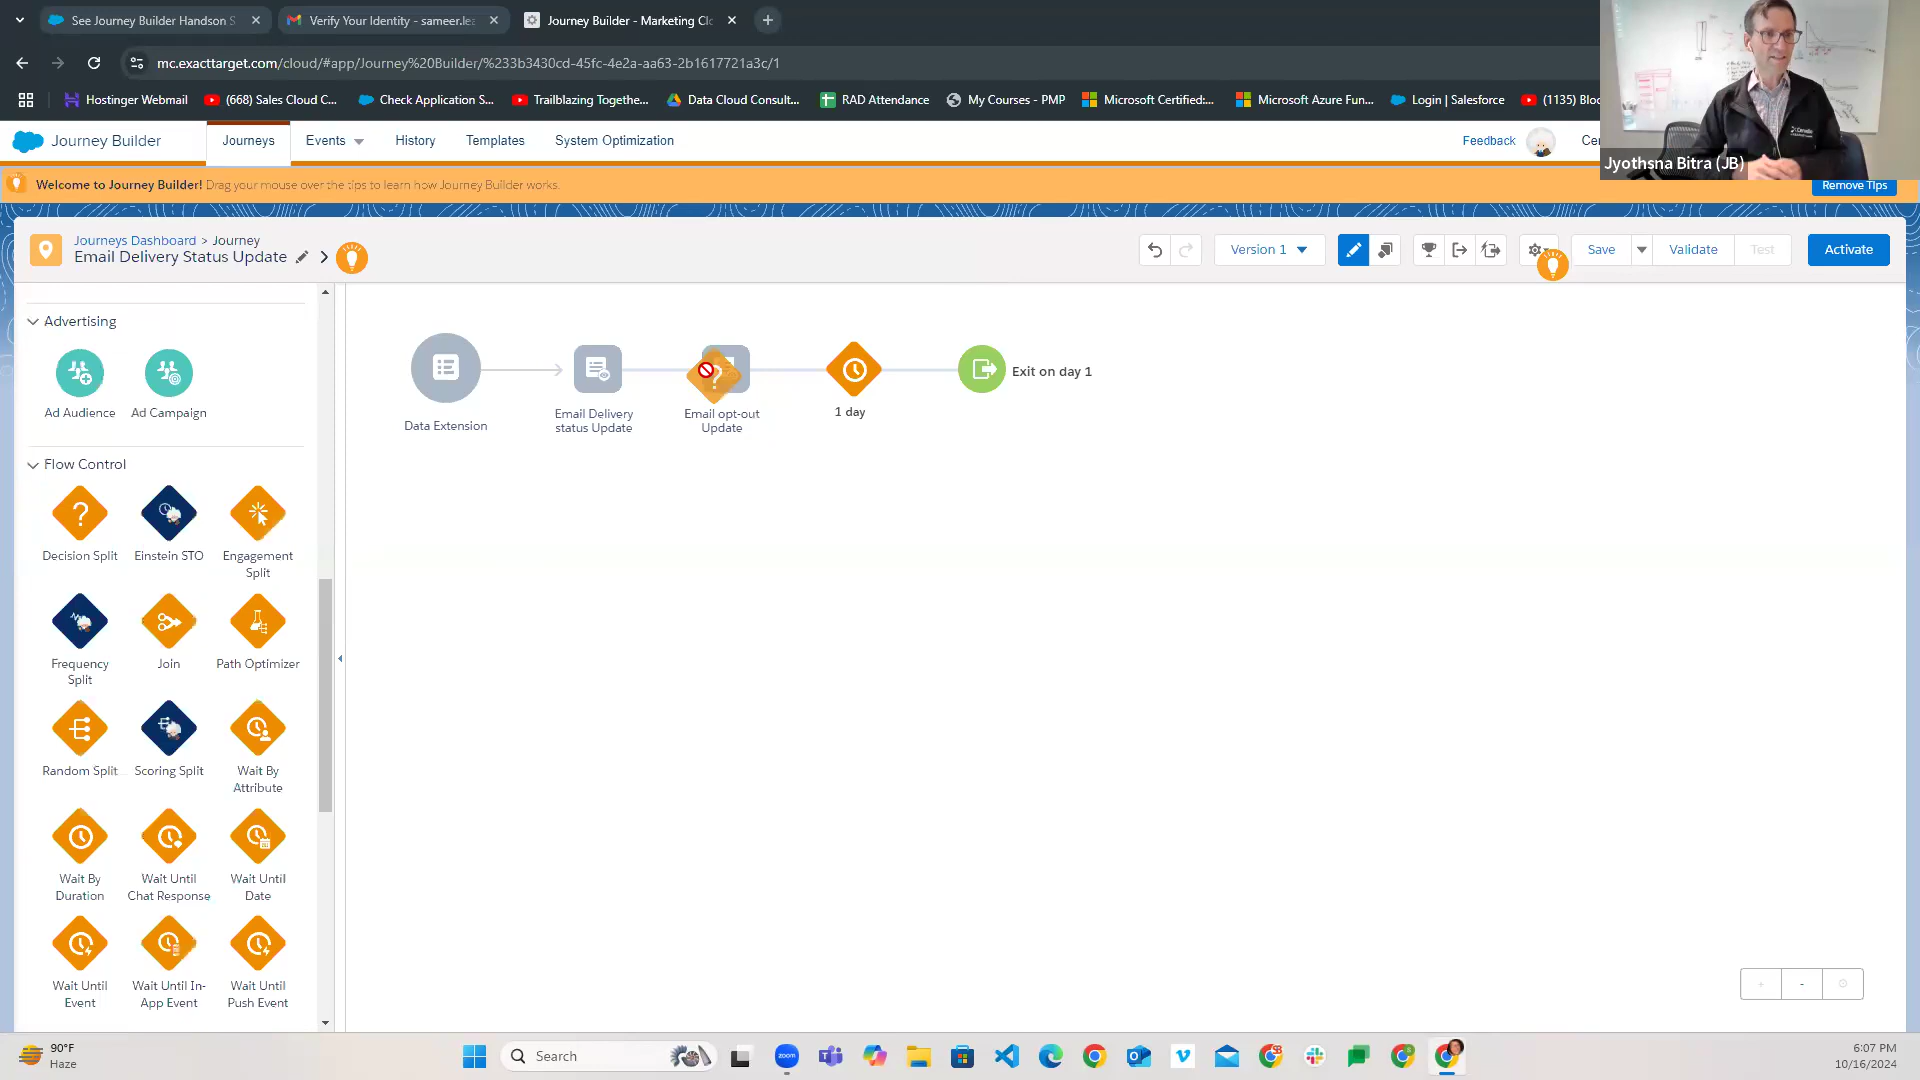 See Journey Builder Handson S
Verify Your Identity - sameer.lea
Journey Builder - Marketing Clo
mc.exacttarget.com/cloud/#app/Journey%20Builder/%233b3430cd-45fc-4e2a-aa63-2b1617721a3c/1
Hostinger Webmail
(668) Sales Cloud C...
Check Application S...
Trailblazing Togethe...
Data Cloud Consult...
RAD Attendance
My Courses - PMP
Microsoft Certified:...
Microsoft Azure Fun...
Login | Salesforce
(1135) Bloc
Journey Builder
Journeys
Events
History
Templates
System Optimization
Feedback
Jyothsna Bitra (JB)
Welcome to Journey Builder! Drag your mouse over the tips to learn how Journey Builder works.
Remove Tips
Journeys Dashboard > Journey
Email Delivery Status Update
Version 1
Save
Validate
Test
Activate
Advertising
Ad Audience
Ad Campaign
Flow Control
Decision Split
Einstein STO
Engagement
Split
Frequency
Split
Join
Path Optimizer
Random Split
Scoring Split
Wait By
Attribute
Wait By
Duration
Wait Until
Chat Response
Wait Until
Date
Wait Until
Event
Wait Until In-
App Event
Wait Until
Push Event
Data Extension
Email Delivery
status Update
Email opt-out
Update
1 day
Exit on day 1
90°F
Haze
Search
zoom
6:07 PM
10/16/2024